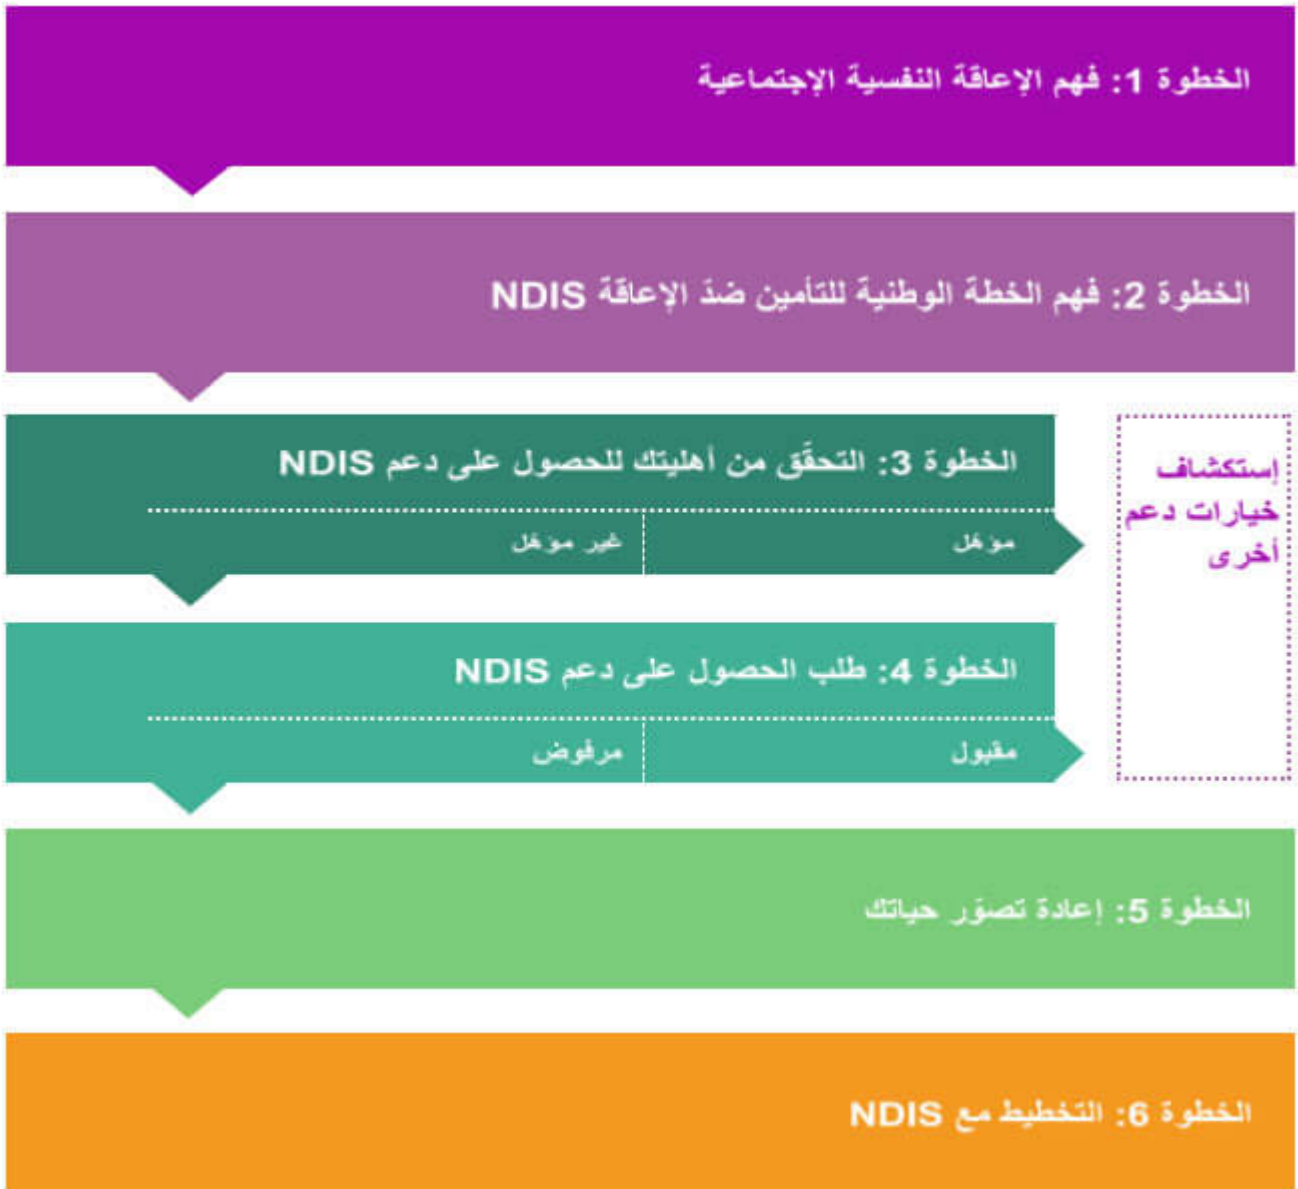 الخطوة 1: فهم الإعاقة النفسية الإجتماعية
الخطوة 2: فهم الخطة الوطنية للتأمين ضدّ الإعاقة NDIS
الخطوة 3: التحقّق من أهليتك للحصول على دعم NDIS
مؤهل
غير مؤهل
إستكشاف
خيارات دعم
أخرى
الخطوة 4: طلب الحصول على دعم NDIS
مقبول
مرفوض
الخطوة 5: إعادة تصوّر حياتك
الخطوة 6: التخطيط مع NDIS